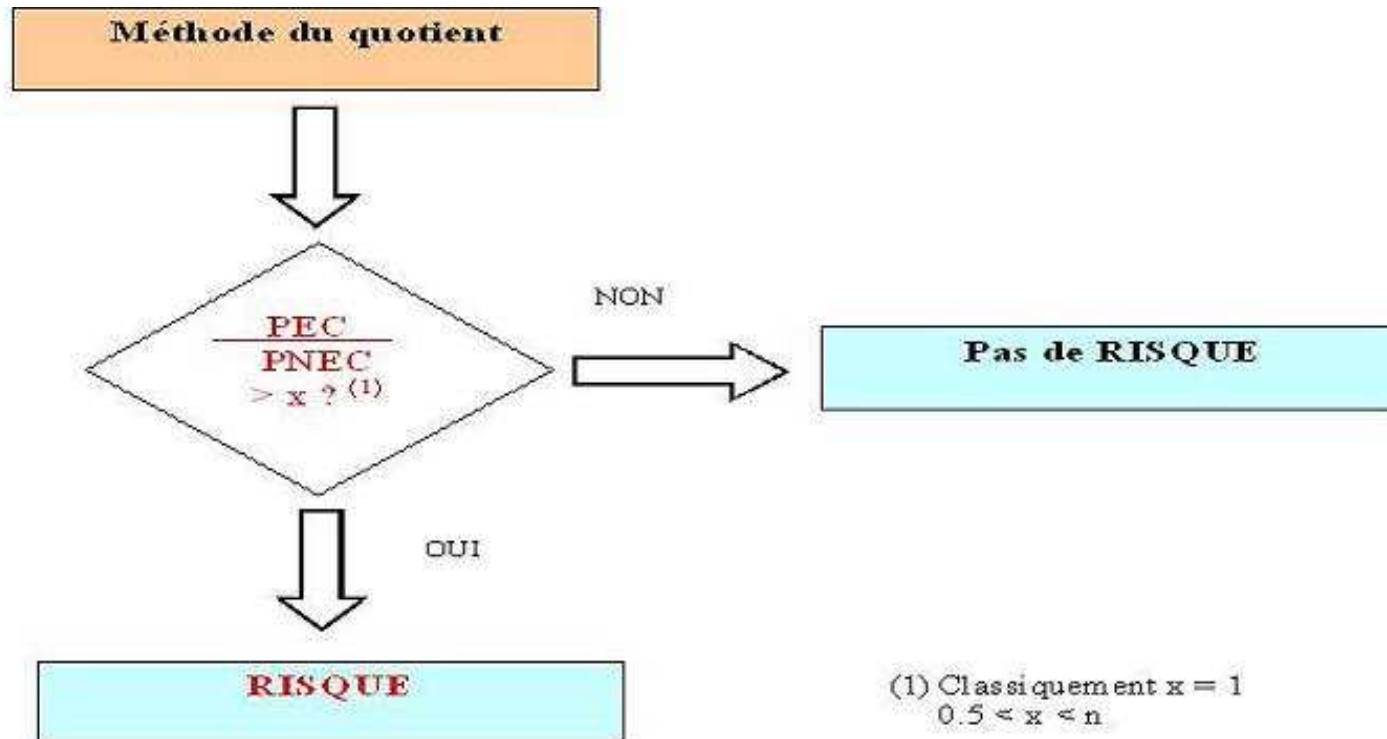 Méthode du quotient
NON
PEC
PNEC
> x ? (1)
Pas de RISQUE
OUI
RISQUE
(1) Classiquement x = 1
0.5 < x < n